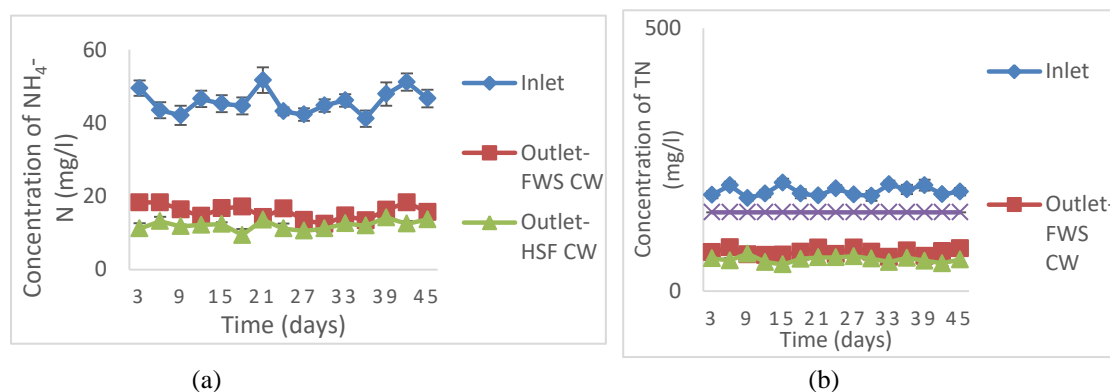 Concentration of NH4-
N (mg/l)
60
40
20
0
3 9 15 21 27 33 39 45
Time (days)
Inlet
Outlet-
FWS CW
Outlet-
HSF CW
(a)
Concentration of TN
(mg/l)
500
0
3 9 15 21 27 33 39 45
Time (days)
Inlet
Outlet-
FWS
CW
(b)